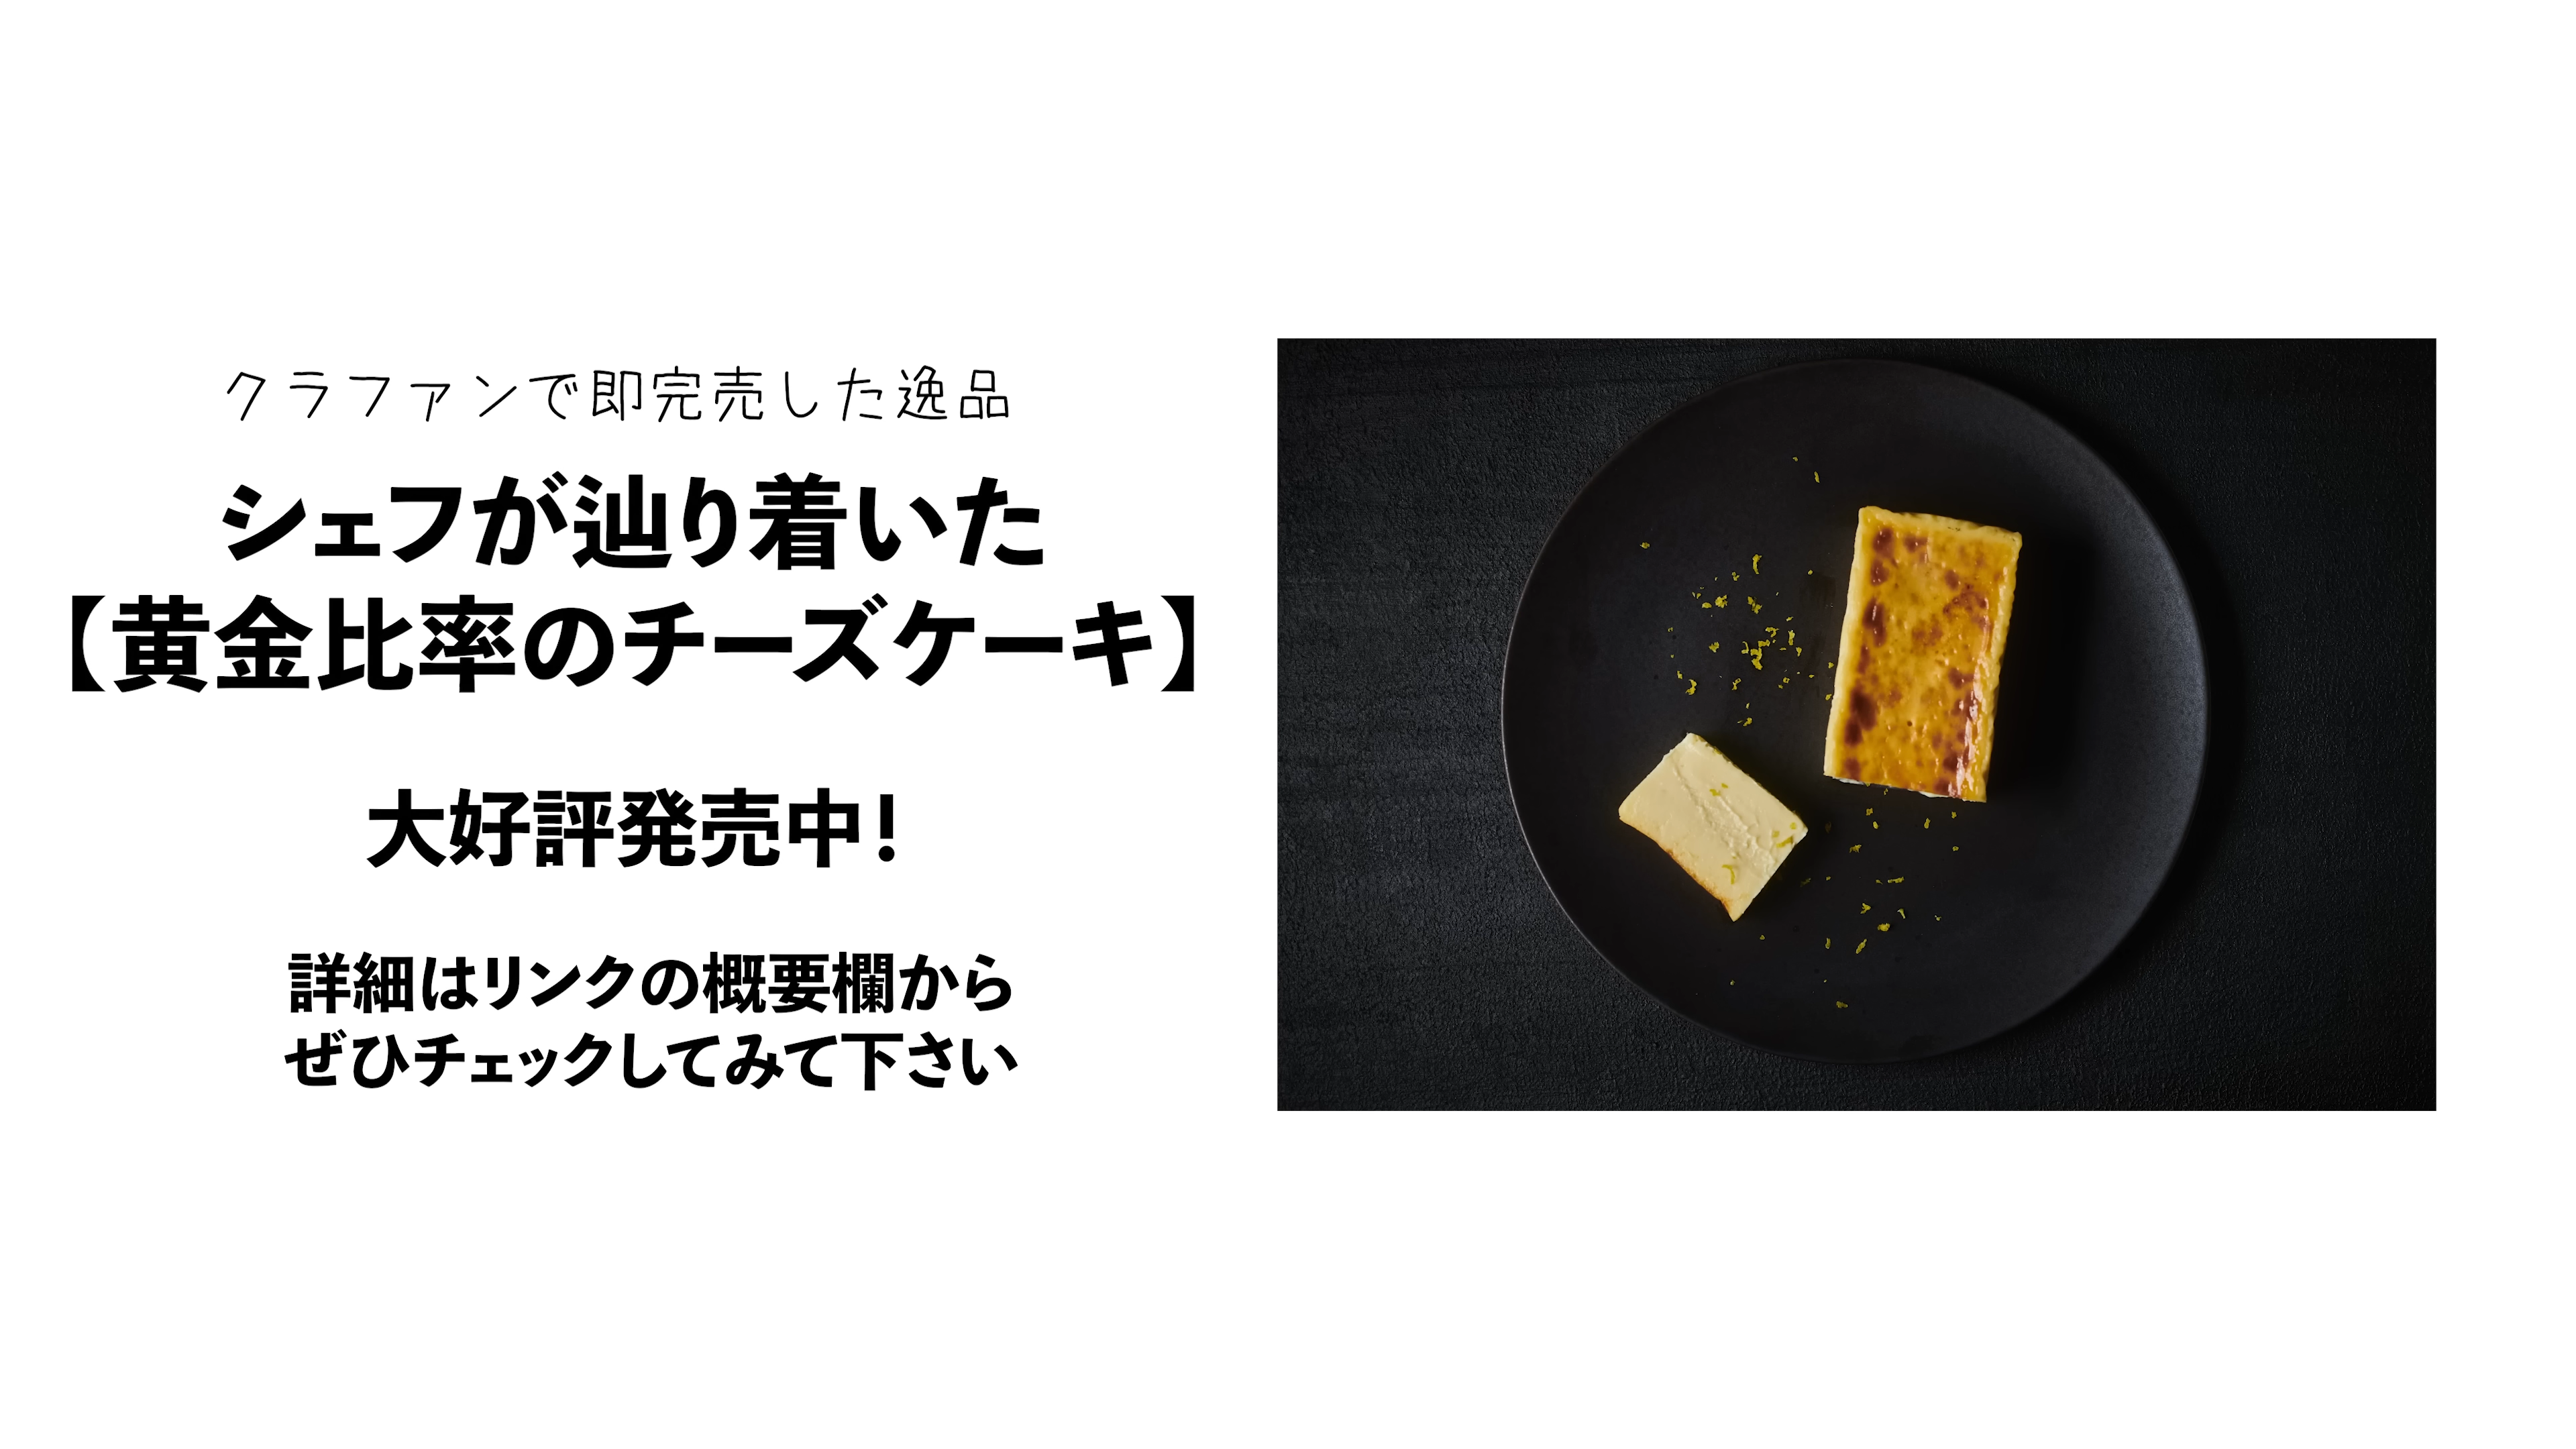 クラファンで即完売した逸品
シェフが辿り着いた
【黄金比率のチーズケーキ】
大好評発売中！
詳細はリンクの概要欄から
ぜひチェックしてみて下さい